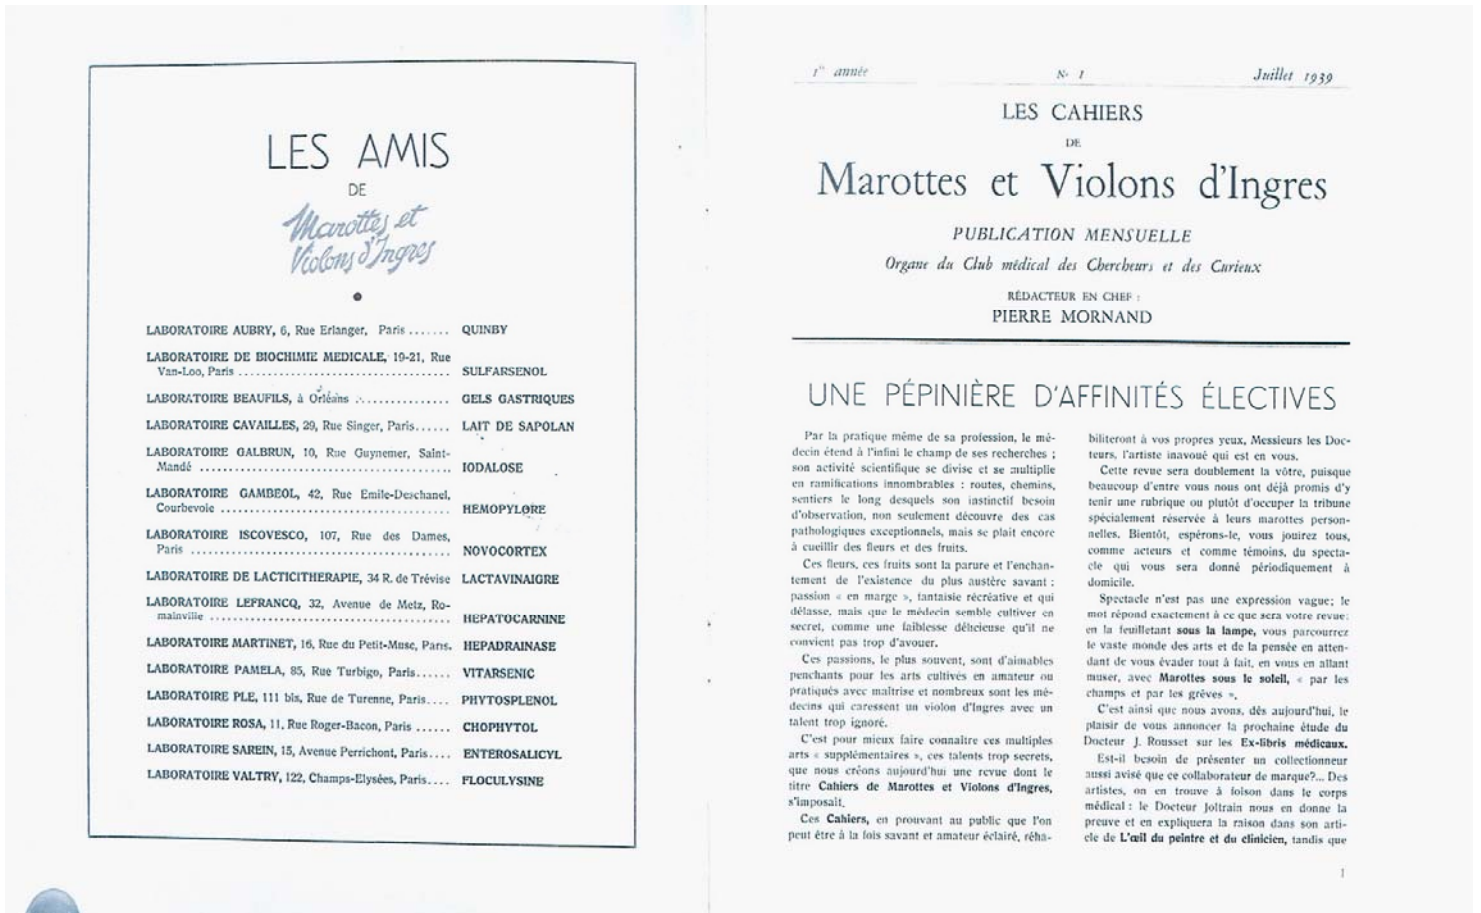 LES AMIS
DE
Marottes et
Violons d'Ingres
LABORATOIRE AUBRY, 6, Rue Erlanger, Paris ....... QUINBY
LABORATOIRE DE BIOCHIMIE MEDICALE, 19-21, Rue
Van-Loo, Paris .................................. SULFARSENOL
LABORATOIRE BEAUFILS, à Orléans ............... GELS GASTRIQUES
LABORATOIRE CAVAILLES, 29, Rue Singer, Paris...... LAIT DE SAPOLAN
LABORATOIRE GALBRUN, 10, Rue Guynemer, Saint-
Mandé ........................................ IODALOSE
LABORATOIRE GAMBEOL, 42, Rue Emile-Deschanel,
Courbevoie ..................................... HEMOPYLORE
LABORATOIRE ISCOVESCO, 107, Rue des Dames,
Paris .......................................... NOVOCORTEX
LABORATOIRE DE LACTICITHERAPIE, 34 R. de Trévise LACTAVINAIGRE
LABORATOIRE LEFRANCQ, 32, Avenue de Metz, Ro-
mainville ....................................... HEPATOCARNINE
LABORATOIRE MARTINET, 16, Rue du Petit-Musc, Paris. HEPADRAINASE
LABORATOIRE PAMELA, 85, Rue Turbigo, Paris...... VITARSENIC
LABORATOIRE PLE, 111 bis, Rue de Turenne, Paris.... PHYTOSPLENOL
LABORATOIRE ROSA, 11, Rue Roger-Bacon, Paris ...... CHOPHYTOL
LABORATOIRE SAREIN, 15, Avenue Perrichont, Paris.... ENTEROSALICYL
LABORATOIRE VALTRY, 122, Champs-Elysées, Paris.... FLOCULYSINE
1re année N° 1 Juillet 1939
LES CAHIERS
DE
Marottes et Violons d'Ingres
PUBLICATION MENSUELLE
Organe du Club médical des Chercheurs et des Curieux
RÉDACTEUR EN CHEF :
PIERRE MORNAND
UNE PÉPINIÈRE D'AFFINITÉS ÉLECTIVES
Par la pratique même de sa profession, le mé-
decin étend à l'infini le champ de ses recherches ;
son activité scientifique se divise et se multiplie
en ramifications innombrables : routes, chemins,
sentiers le long desquels son instinctif besoin
d'observation, non seulement découvre des cas
pathologiques exceptionnels, mais se plait encore
à cueillir des fleurs et des fruits.
Ces fleurs, ces fruits sont la parure et l'enchan-
tement de l'existence du plus austère savant :
passion « en marge », fantaisie récréative et qui
délasse, mais que le médecin semble cultiver en
secret, comme une faiblesse délicieuse qu'il ne
convient pas trop d'avouer.
Ces passions, le plus souvent, sont d'aimables
penchants pour les arts cultivés en amateur ou
pratiqués avec maîtrise et nombreux sont les mé-
decins qui caressent un violon d'Ingres avec un
talent trop ignoré.
C'est pour mieux faire connaître ces multiples
arts « supplémentaires », ces talents trop secrets,
que nous créons aujourd'hui une revue dont le
titre Cahiers de Marottes et Violons d'Ingres,
s'imposait.
Ces Cahiers, en prouvant au public que l'on
peut être à la fois savant et amateur éclairé, réha-
biliteront à vos propres yeux, Messieurs les Doc-
teurs, l'artiste inavoué qui est en vous.
Cette revue sera doublement la vôtre, puisque
beaucoup d'entre vous nous ont déjà promis d'y
tenir une rubrique ou plutôt d'occuper la tribune
spécialement réservée à leurs marottes person-
nelles. Bientôt, espérons-le, vous jouirez tous,
comme acteurs et comme témoins, du specta-
cle qui vous sera donné périodiquement à
domicile.
Spectacle n'est pas une expression vague; le
mot répond exactement à ce que sera votre revue:
en la feuilletant sous la lampe, vous parcourrez
le vaste monde des arts et de la pensée en atten-
dant de vous évader tout à fait, en vous en allant
muser, avec Marottes sous le soleil, « par les
champs et par les grèves ».
C'est ainsi que nous avons, dès aujourd'hui, le
plaisir de vous annoncer la prochaine étude du
Docteur J. Rousset sur les Ex-libris médicaux.
Est-il besoin de présenter un collectionneur
aussi avisé que ce collaborateur de marque?... Des
artistes, on en trouve à foison dans le corps
médical : le Docteur Joltrain nous en donne la
preuve et en expliquera la raison dans son arti-
cle de L'œil du peintre et du clinicien, tandis que
1